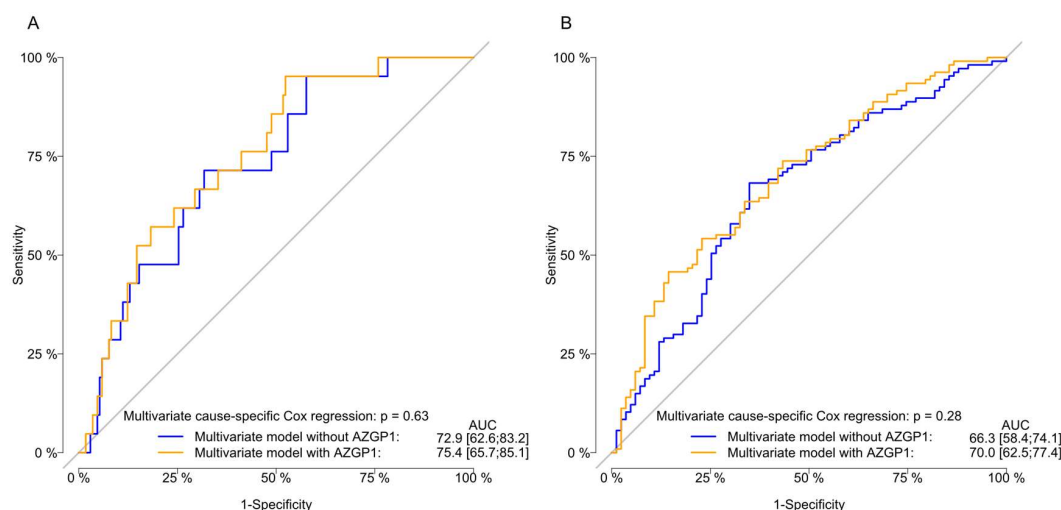 A
100 %
75 %
50 %
25 %
0 %
Sensitivity
Multivariate cause-specific Cox regression: p = 0.63
AUC
Multivariate model without AZGP1: 72.9 [62.6;83.2]
Multivariate model with AZGP1: 75.4 [65.7;85.1]
0 % 25 % 50 % 75 % 100 %
1-Specificity
B
100 %
75 %
50 %
25 %
0 %
Sensitivity
Multivariate cause-specific Cox regression: p = 0.28
AUC
Multivariate model without AZGP1: 66.3 [58.4;74.1]
Multivariate model with AZGP1: 70.0 [62.5;77.4]
0 % 25 % 50 % 75 % 100 %
1-Specificity